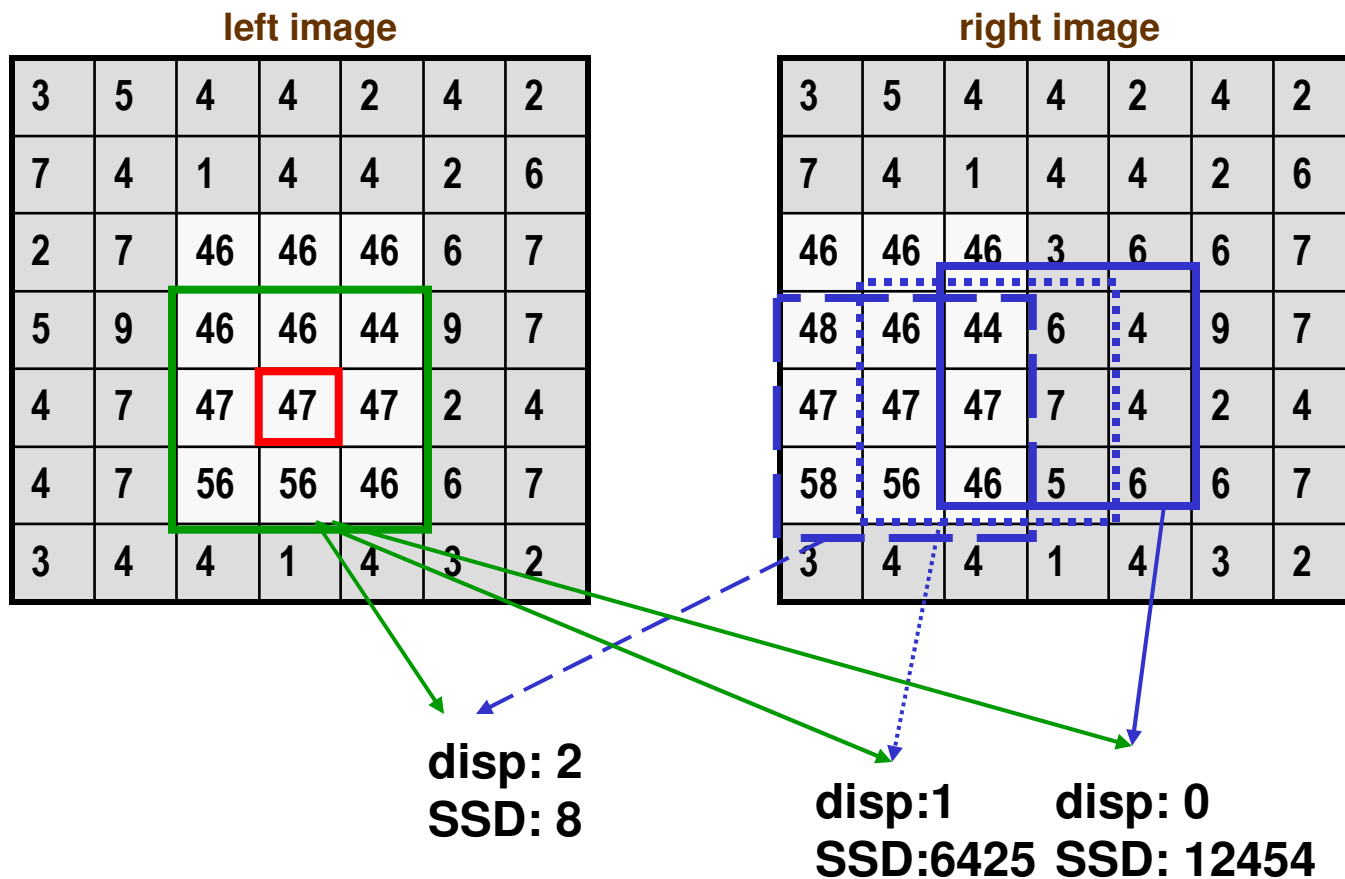 left image
right image
3 5 4 4 2 4 2
7 4 1 4 4 2 6
2 7 46 46 46 6 7
5 9 46 46 44 9 7
4 7 47 47 47 2 4
4 7 56 56 46 6 7
3 4 4 1 4 3 2
3 5 4 4 2 4 2
7 4 1 4 4 2 6
46 46 46 3 6 6 7
48 46 44 6 4 9 7
47 47 47 7 4 2 4
58 56 46 5 6 6 7
3 4 4 1 4 3 2
disp: 2
SSD: 8
disp:1
SSD:6425
disp: 0
SSD: 12454